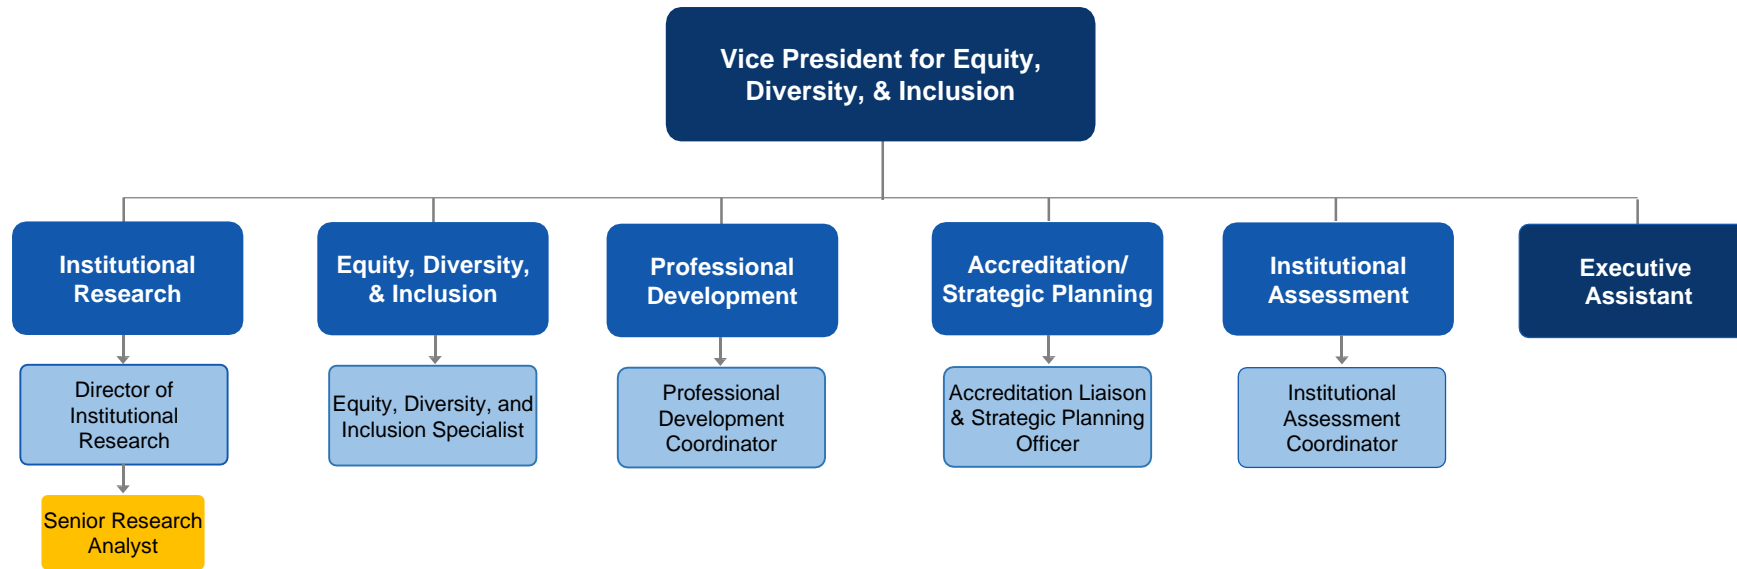 Vice President for Equity,
Diversity, & Inclusion
Institutional
Research
Equity, Diversity,
& Inclusion
Professional
Development
Accreditation/
Strategic Planning
Institutional
Assessment
Executive
Assistant
Director of
Institutional
Research
Equity, Diversity, and
Inclusion Specialist
Professional
Development
Coordinator
Accreditation Liaison
& Strategic Planning
Officer
Institutional
Assessment
Coordinator
Senior Research
Analyst